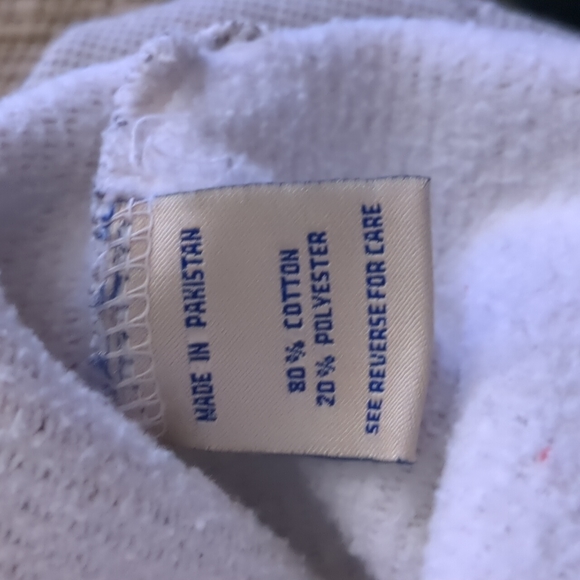 MADE IN PAKISTAN
80% COTTON
20% POLYESTER
SEE REVERSE FOR CARE